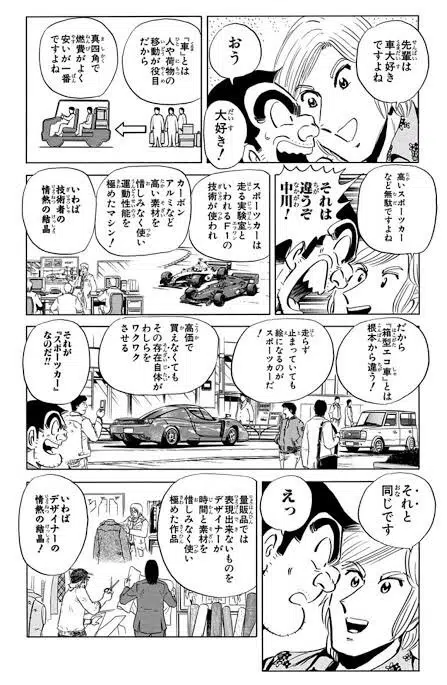 先輩は
車大好き
ですよね
おう
大好き！
『車』とは
人や荷物の
移動が役目
だから
真四角で
燃費がよく
安いが一番
ですよね
高いスポーツカー
など無駄ですよね
それは
違うぞ
中川！
スポーツカーは
走る実験室と
いわれるF1の
技術が使われ
カーボン
アルミなど
高い素材を
惜しみなく使い
運動性能を
極めたマシン！
いわば
技術者の
情熱の結晶
だから
『箱型エコ車』とは
根本から違う！
走らず
止まっていても
絵になるのが
スポーツカーだ
！
高価で
買えなくても
その存在自体が
わしらを
ワクワク
させる
それが
『スポーツカー』
なのだ!!
それと
同じです
えっ
量販品では
表現出来ないものを
デザイナーが
時間と素材を
惜しみなく使い
極めた作品
いわば
デザイナーの
情熱の結晶！